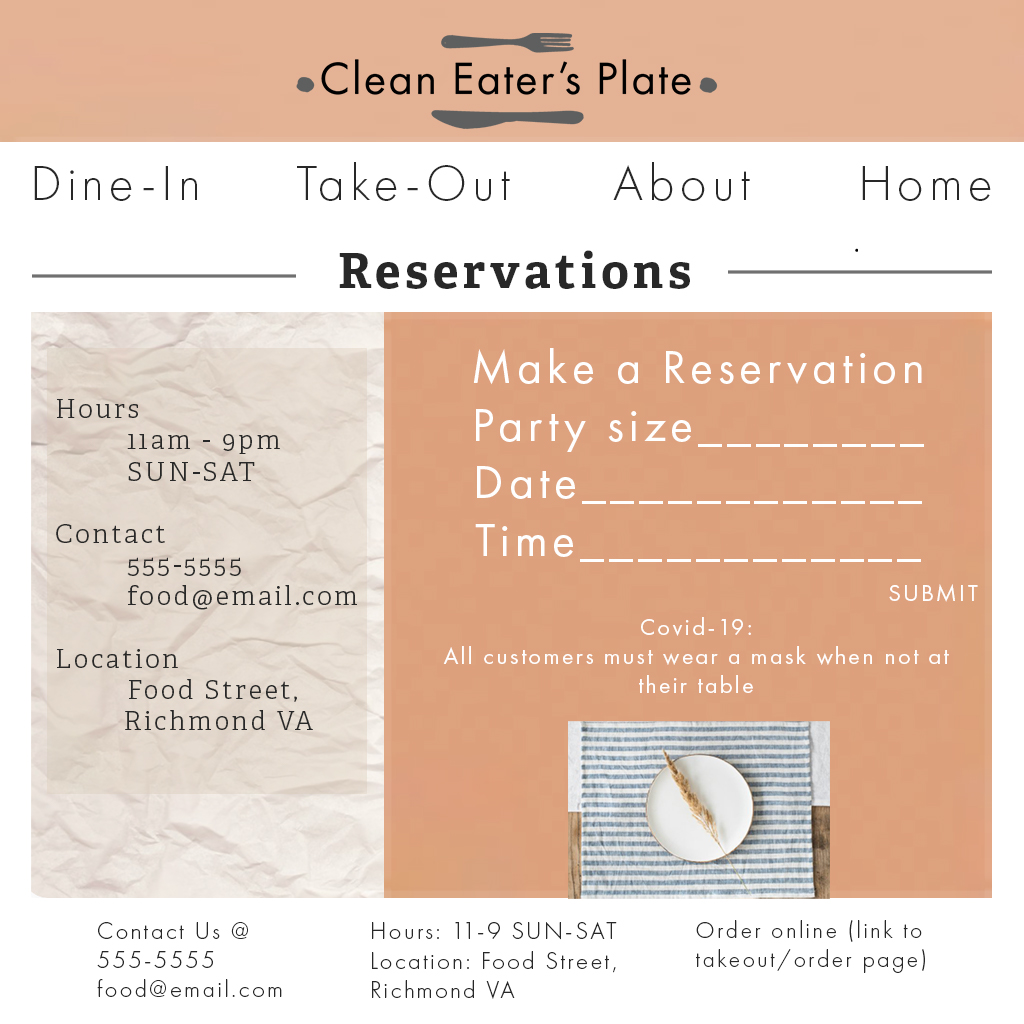 Clean Eater's Plate
Dine-In Take-Out About Home
Reservations
Hours
11am - 9pm
SUN-SAT
Contact
555-5555
food@email.com
Location
Food Street,
Richmond VA
Make a Reservation
Party size________
Date____________
Time____________
SUBMIT
Covid-19:
All customers must wear a mask when not at
their table
Contact Us @
555-5555
food@email.com
Hours: 11-9 SUN-SAT
Location: Food Street,
Richmond VA
Order online (link to
takeout/order page)